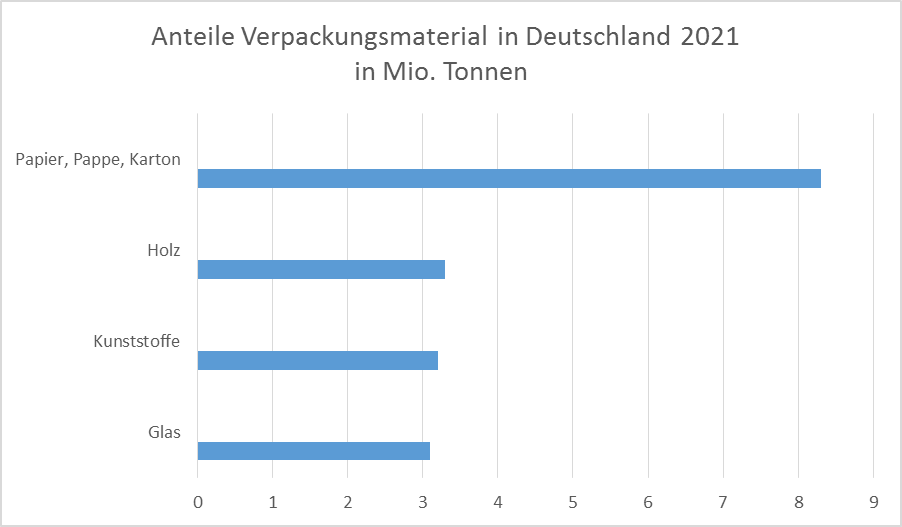 Anteile Verpackungsmaterial in Deutschland 2021
in Mio. Tonnen
Papier, Pappe, Karton
Holz
Kunststoffe
Glas
0 1 2 3 4 5 6 7 8 9